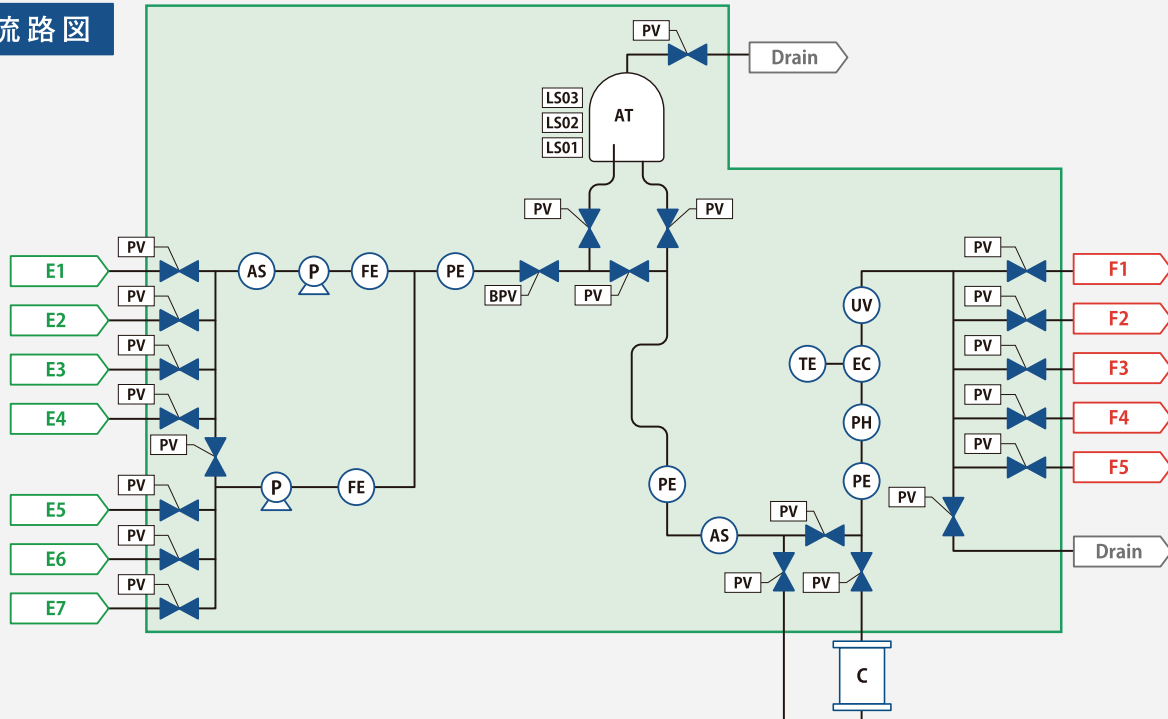 流路図
PV
Drain
LS03
LS02
LS01
AT
PV
PV
PV
E1
AS
P
FE
PE
BPV
PV
PV
E2
PV
E3
PV
E4
PV
PV
E5
P
FE
PV
E6
PV
E7
PE
AS
PV
PV
PV
C
UV
TE
EC
PH
PE
PV
F1
PV
F2
PV
F3
PV
F4
PV
F5
PV
Drain